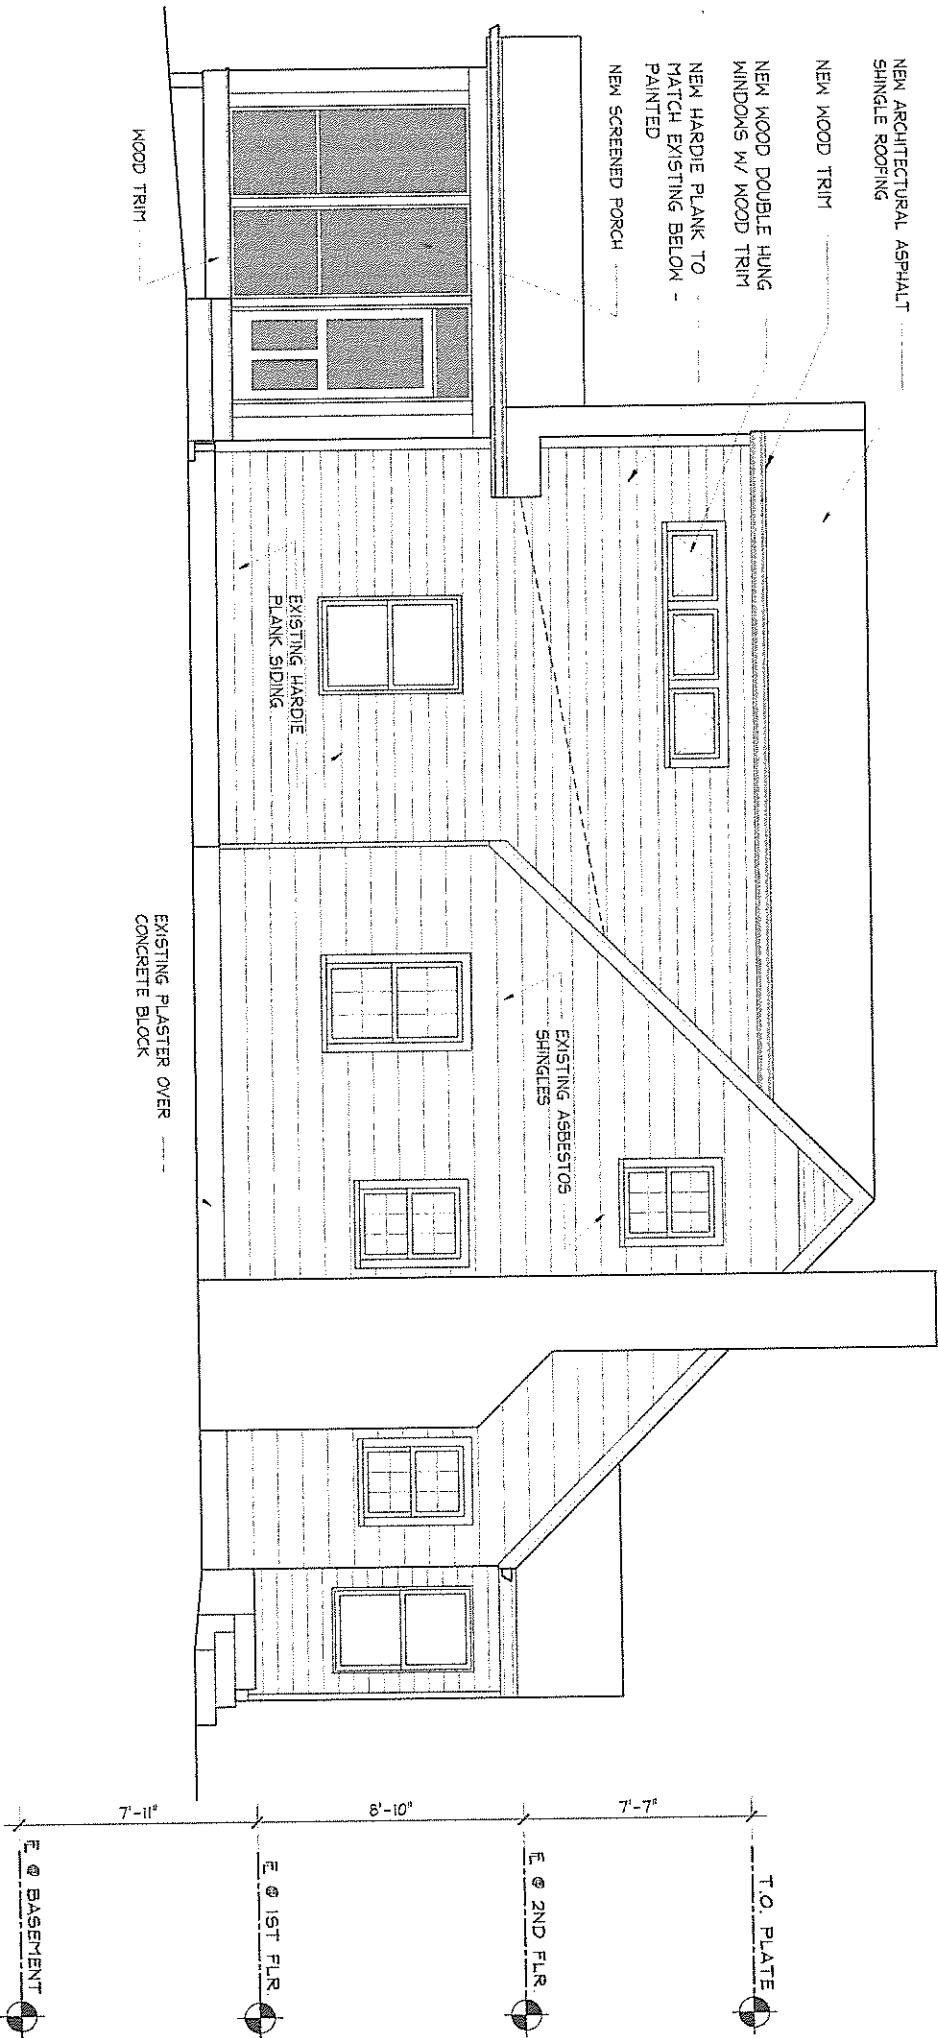 NEW ARCHITECTURAL ASPHALT
SHINGLE ROOFING
NEW WOOD TRIM
NEW WOOD DOUBLE HUNG
WINDOWS W/ WOOD TRIM
NEW HARDIE PLANK TO
MATCH EXISTING BELOW -
PAINTED
NEW SCREENED PORCH
WOOD TRIM
EXISTING HARDIE
PLANK SIDING
EXISTING PLASTER OVER
CONCRETE BLOCK
EXISTING ASBESTOS
SHINGLES
T.O. PLATE
7'-7"
F @ 2ND FLR.
8'-10"
F @ 1ST FLR.
7'-11"
F @ BASEMENT